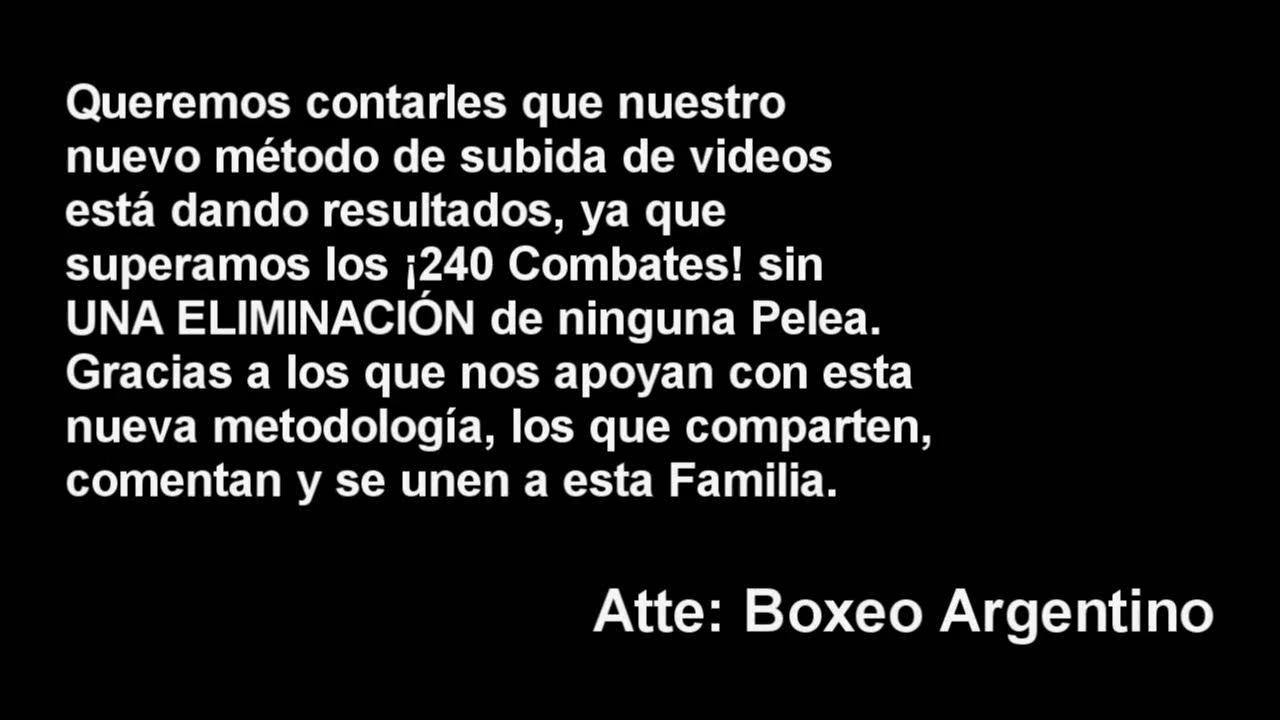 Queremos contarles que nuestro
nuevo método de subida de videos
está dando resultados, ya que
superamos los ¡240 Combates! sin
UNA ELIMINACIÓN de ninguna Pelea.
Gracias a los que nos apoyan con esta
nueva metodología, los que comparten,
comentan y se unen a esta Familia.
Atte: Boxeo Argentino